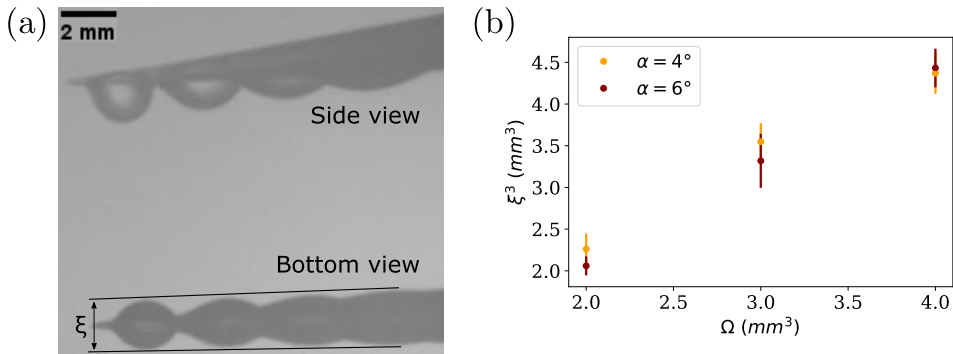 (a)
2 mm
Side view
Bottom view
ξ
(b)
α = 4°
α = 6°
ξ³ (mm³)
4.5
4.0
3.5
3.0
2.5
2.0
2.0 2.5 3.0 3.5 4.0
Ω (mm³)